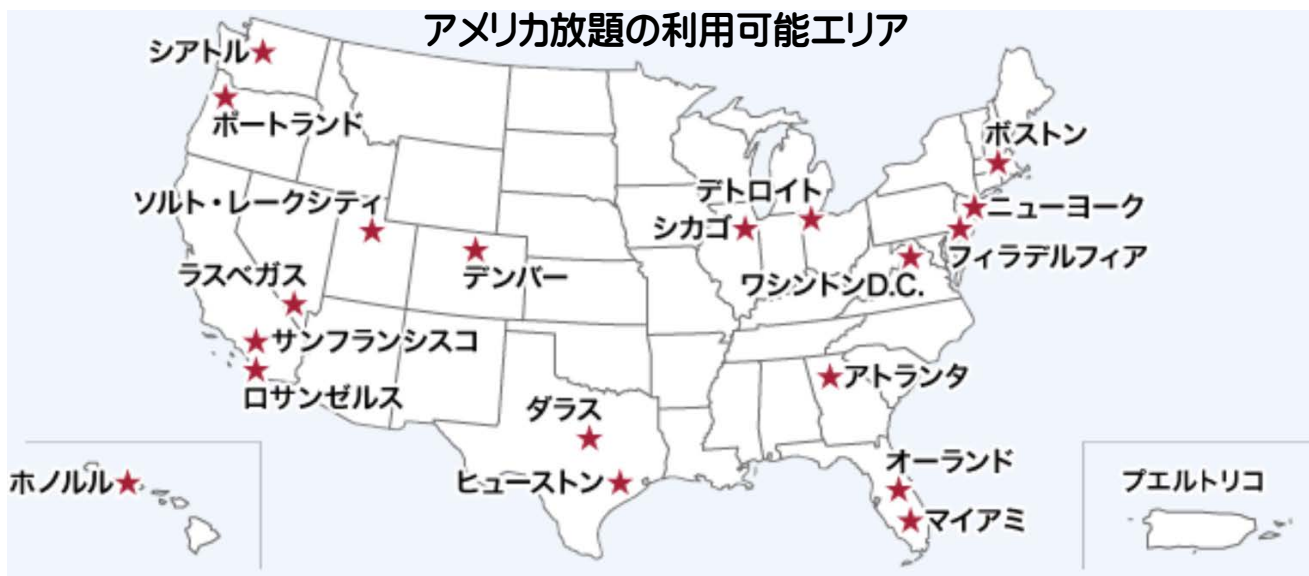 アメリカ放題の利用可能エリア
シアトル
ポートランド
ボストン
ソルト・レークシティ
デトロイト
ニューヨーク
シカゴ
フィラデルフィア
ラスベガス
デンバー
ワシントンD.C.
サンフランシスコ
ロサンゼルス
アトランタ
ダラス
ヒューストン
オーランド
ホノルル
プエルトリコ
マイアミ